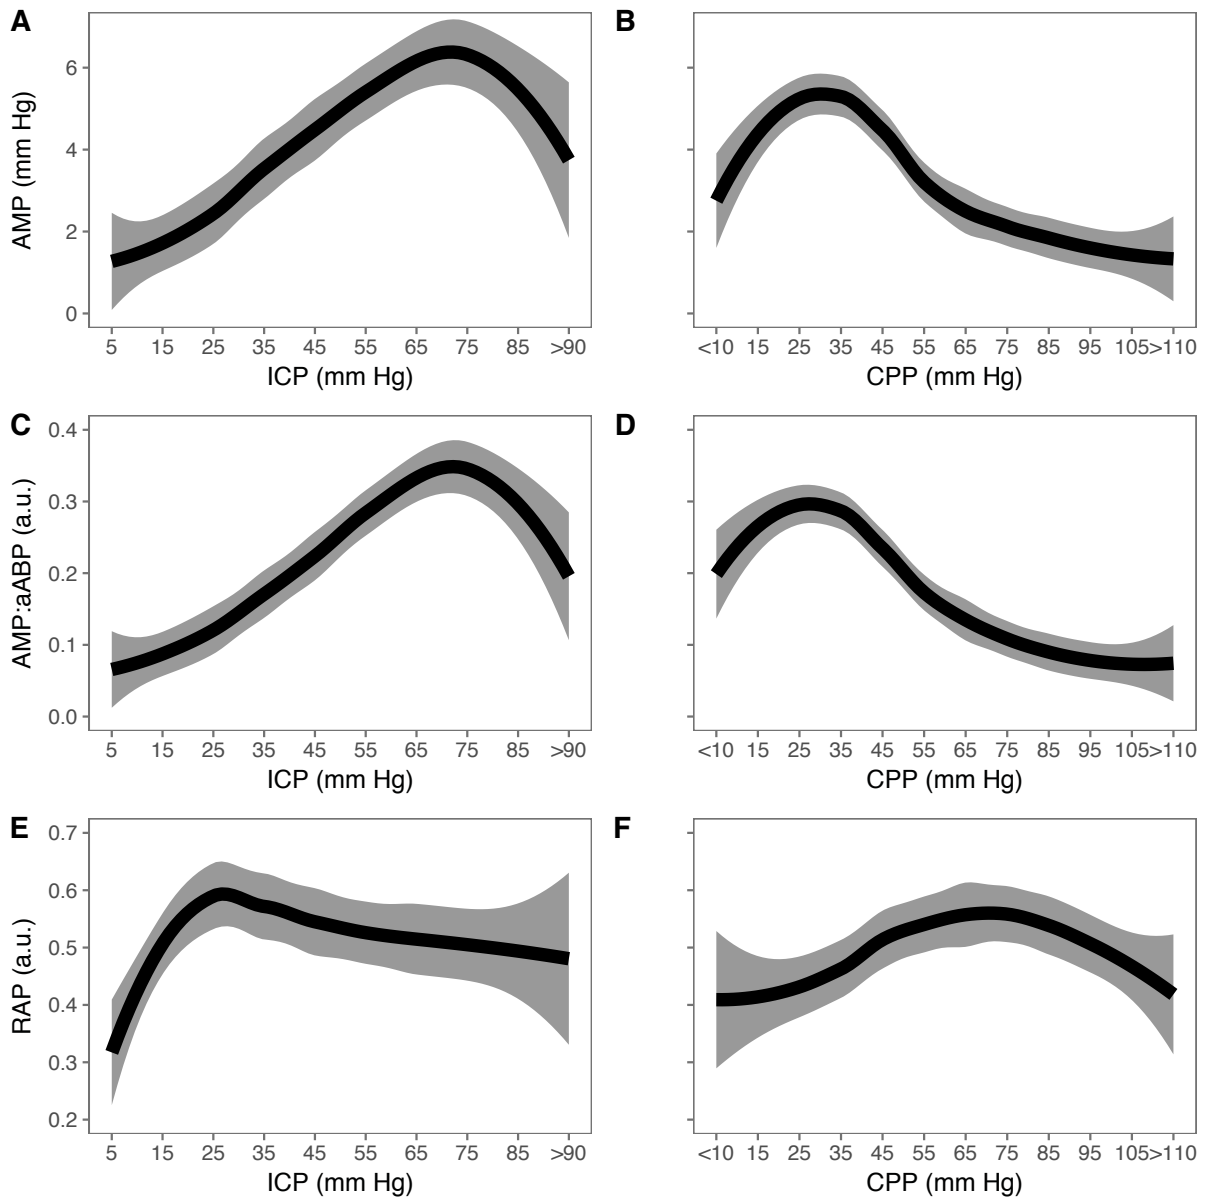 A
B
AMP (mm Hg)
6
4
2
0
5 15 25 35 45 55 65 75 85 >90
ICP (mm Hg)
<10 15 25 35 45 55 65 75 85 95 105 >110
CPP (mm Hg)
C
D
AMP:aABP (a.u.)
0.4
0.3
0.2
0.1
0.0
5 15 25 35 45 55 65 75 85 >90
ICP (mm Hg)
<10 15 25 35 45 55 65 75 85 95 105 >110
CPP (mm Hg)
E
F
RAP (a.u.)
0.7
0.6
0.5
0.4
0.3
0.2
5 15 25 35 45 55 65 75 85 >90
ICP (mm Hg)
<10 15 25 35 45 55 65 75 85 95 105 >110
CPP (mm Hg)